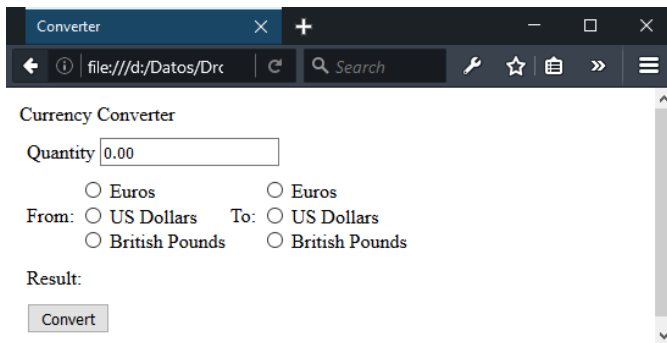 Converter
file:///d:/Datos/Drc
Search
Currency Converter
Quantity 0.00
Euros Euros
From: US Dollars To: US Dollars
British Pounds British Pounds
Result:
Convert